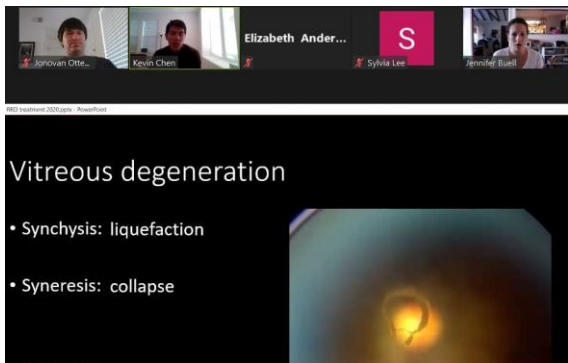 Elizabeth Ander...
S
Jonovan Otte...
Kevin Chen
Sylvia Lee
Jennifer Buell
RRD treatment 2020.pptx - PowerPoint
Vitreous degeneration
• Synchysis: liquefaction
• Syneresis: collapse